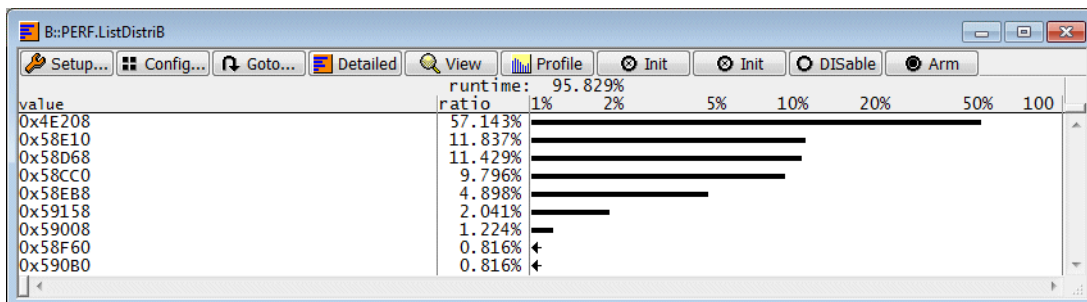 B::PERF.ListDistriB
Setup... Config... Goto... Detailed View Profile Init Init DISable Arm
runtime: 95.829%
value ratio 1% 2% 5% 10% 20% 50% 100
0x4E208 57.143%
0x58E10 11.837%
0x58D68 11.429%
0x58CC0 9.796%
0x58EB8 4.898%
0x59158 2.041%
0x59008 1.224%
0x58F60 0.816%
0x590B0 0.816%